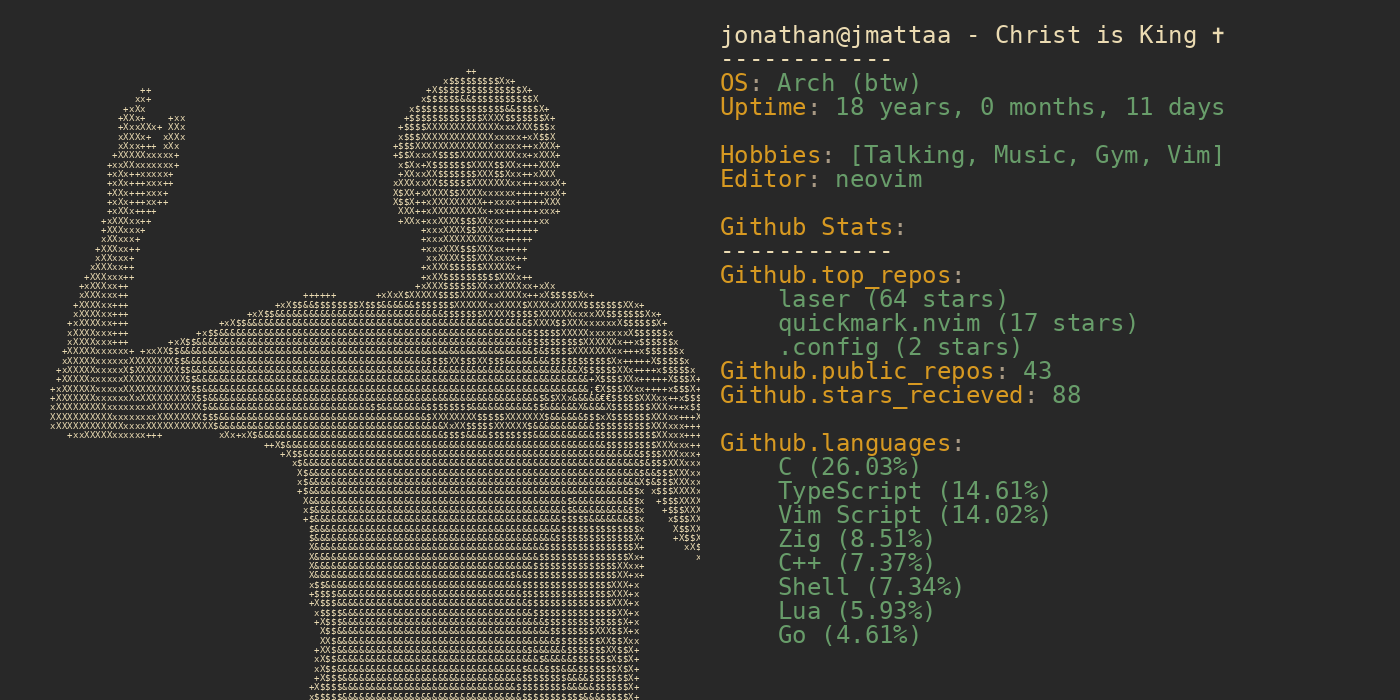 jonathan@jmattaa - Christ is King ✝
------------
OS: Arch (btw)
Uptime: 18 years, 0 months, 11 days
Hobbies: [Talking, Music, Gym, Vim]
Editor: neovim
Github Stats:
------------
Github.top_repos:
laser (64 stars)
quickmark.nvim (17 stars)
.config (2 stars)
Github.public_repos: 43
Github.stars_recieved: 88
Github.languages:
C (26.03%)
TypeScript (14.61%)
Vim Script (14.02%)
Zig (8.51%)
C++ (7.37%)
Shell (7.34%)
Lua (5.93%)
Go (4.61%)